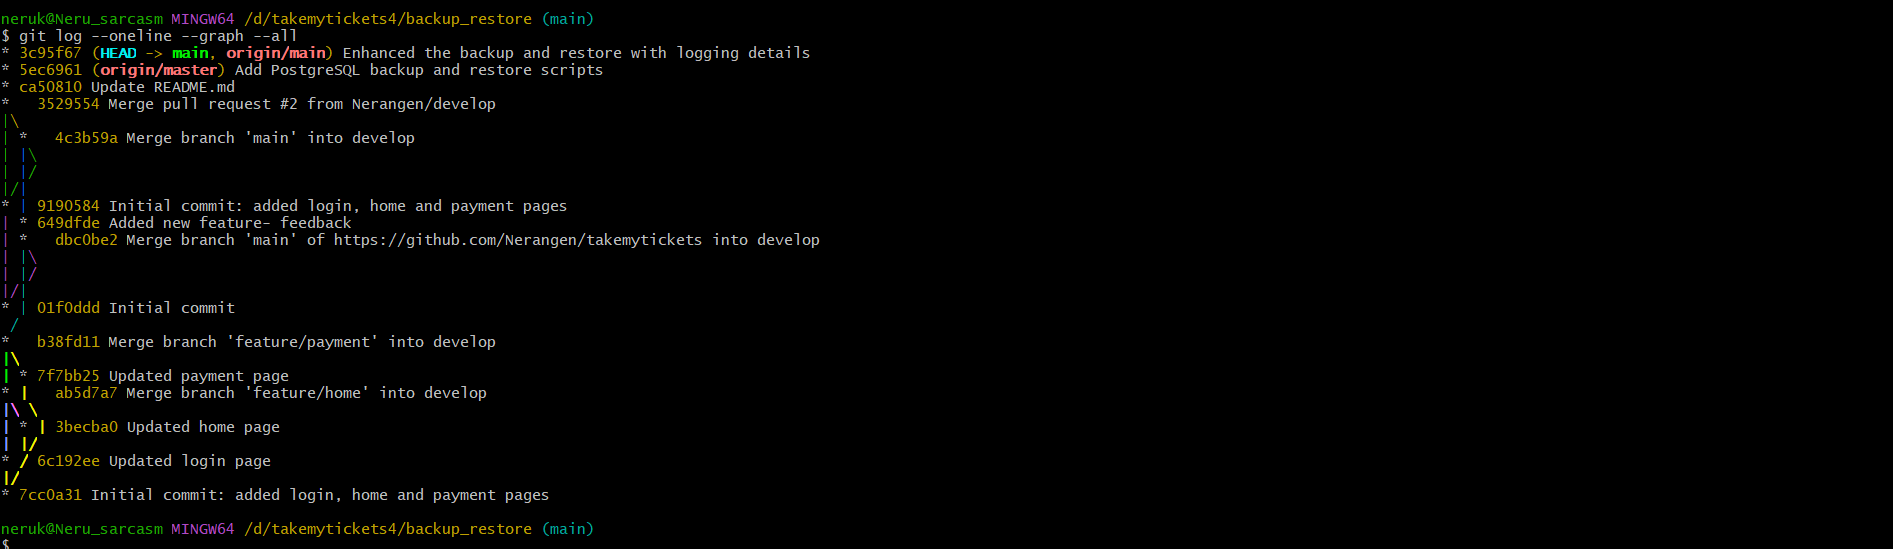 neruk@Neru_sarcasm MINGW64 /d/takemytickets4/backup_restore (main)
$ git log --oneline --graph --all
* 3c95f67 (HEAD -> main, origin/main) Enhanced the backup and restore with logging details
* 5ec6961 (origin/master) Add PostgreSQL backup and restore scripts
* ca50810 Update README.md
*   3529554 Merge pull request #2 from Nerangen/develop
|\
| *   4c3b59a Merge branch 'main' into develop
| |\
| |/
|/|
* | 9190584 Initial commit: added login, home and payment pages
| * 649dfde Added new feature- feedback
| *   dbc0be2 Merge branch 'main' of https://github.com/Nerangen/takemytickets into develop
| |\
| |/
|/|
* | 01f0ddd Initial commit
 /
*   b38fd11 Merge branch 'feature/payment' into develop
|\
| * 7f7bb25 Updated payment page
* |   ab5d7a7 Merge branch 'feature/home' into develop
|\ \
| * | 3becba0 Updated home page
| |/
* / 6c192ee Updated login page
|/
* 7cc0a31 Initial commit: added login, home and payment pages
neruk@Neru_sarcasm MINGW64 /d/takemytickets4/backup_restore (main)
$